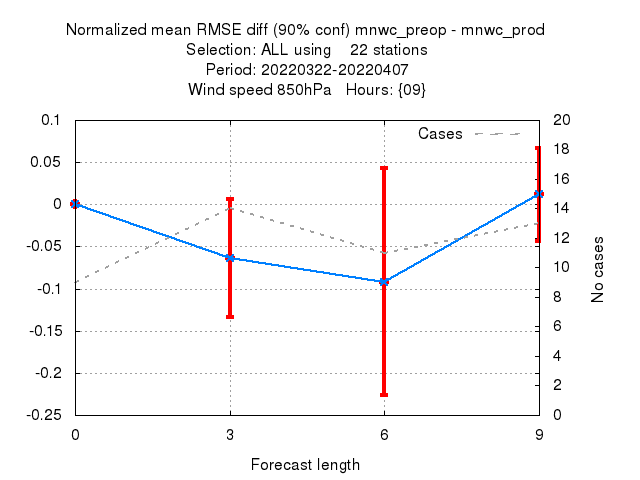 Normalized mean RMSE diff (90% conf) mnwc_preop - mnwc_prod
Selection: ALL using    22 stations
Period: 20220322-20220407
Wind speed 850hPa   Hours: {09}
Cases
0.1
0.05
0
-0.05
-0.1
-0.15
-0.2
-0.25
20
18
16
14
12
10
8
6
4
2
0
No cases
0 3 6 9
Forecast length